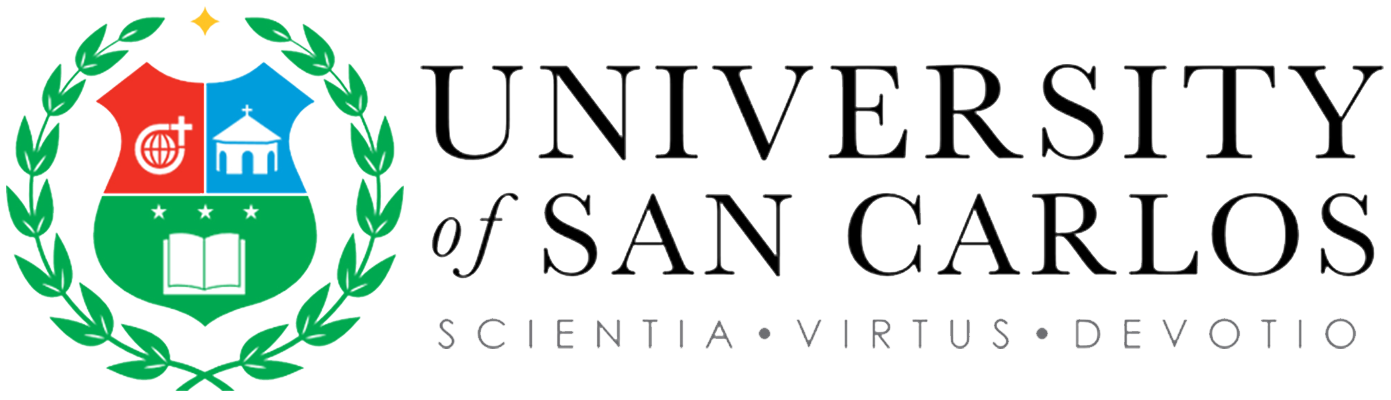 UNIVERSITY
of SAN CARLOS
SCIENTIA • VIRTUS • DEVOTIO